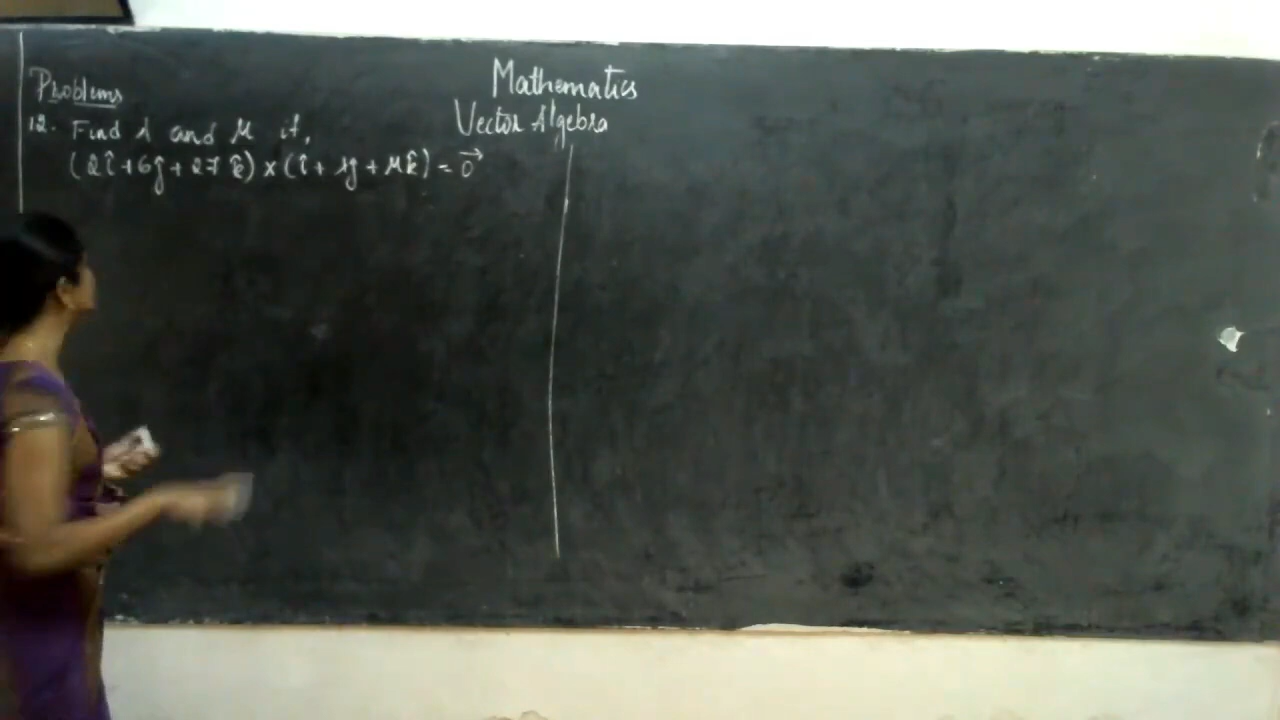 Mathematics
Vector Algebra
Problems
12. Find λ and μ if,
(2î+6ĵ+27k̂)×(î+λĵ+μk̂)=0⃗